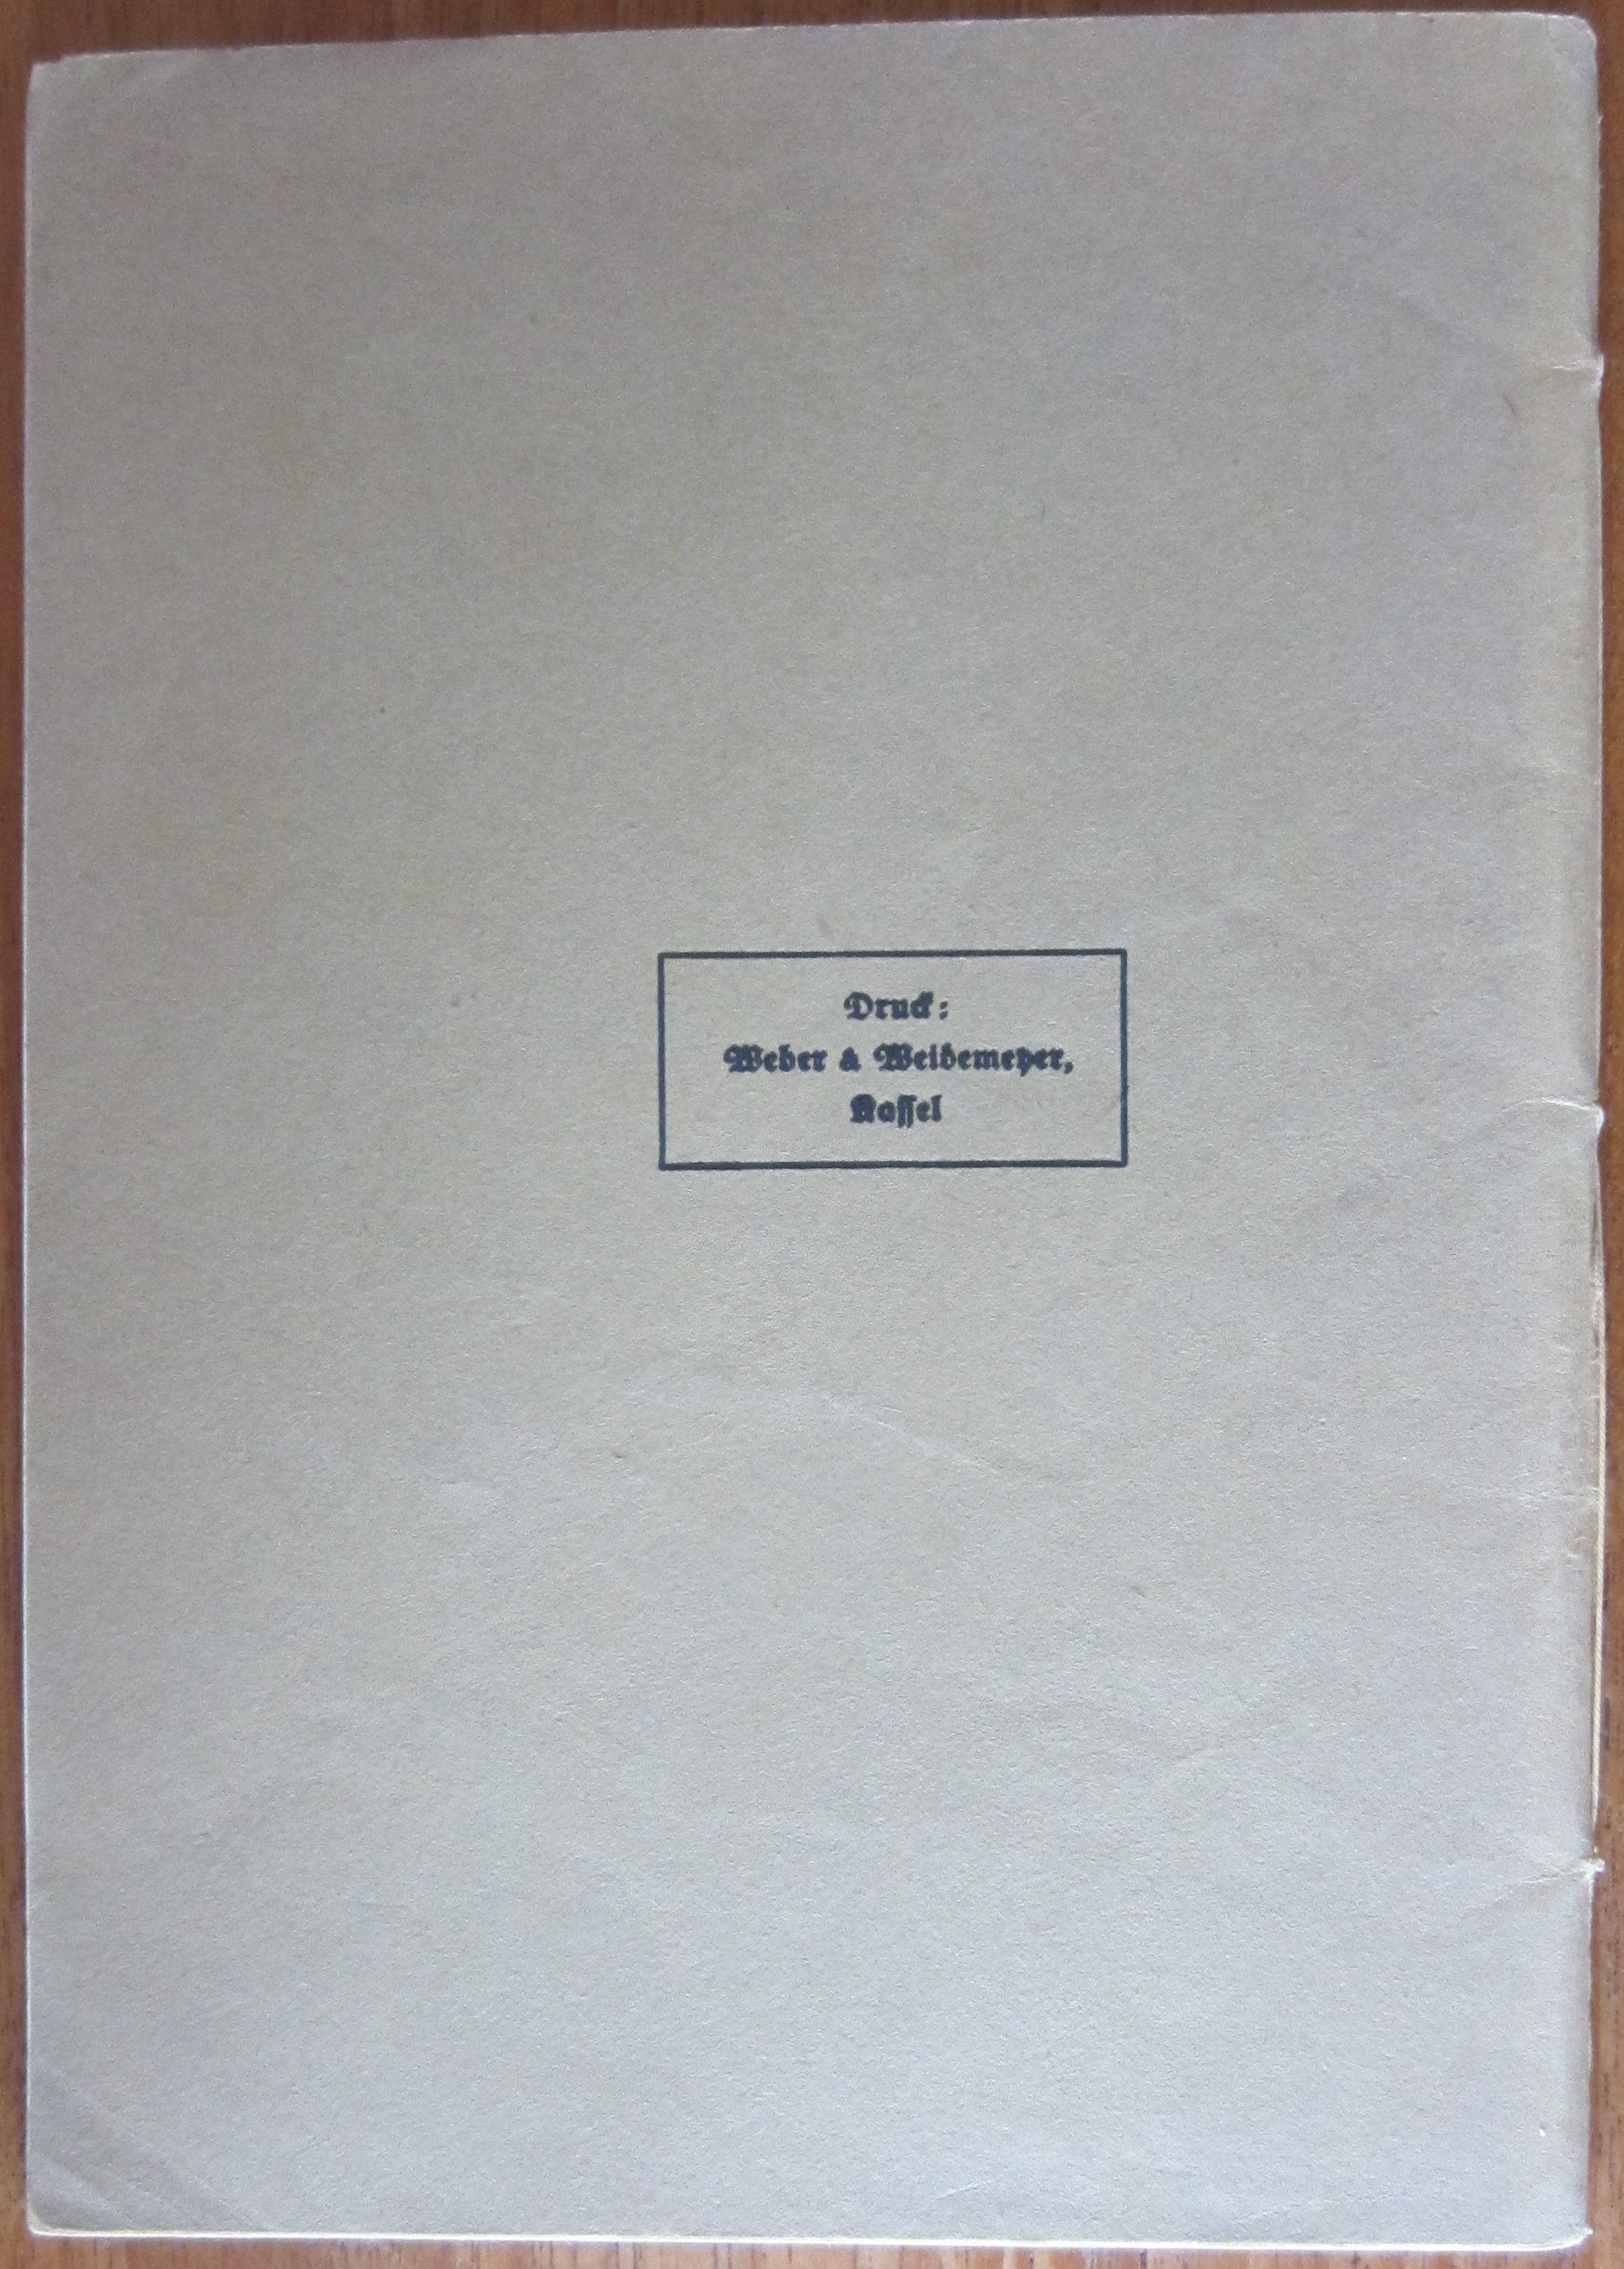 Druck:
Weber & Weidemeyer,
Kassel